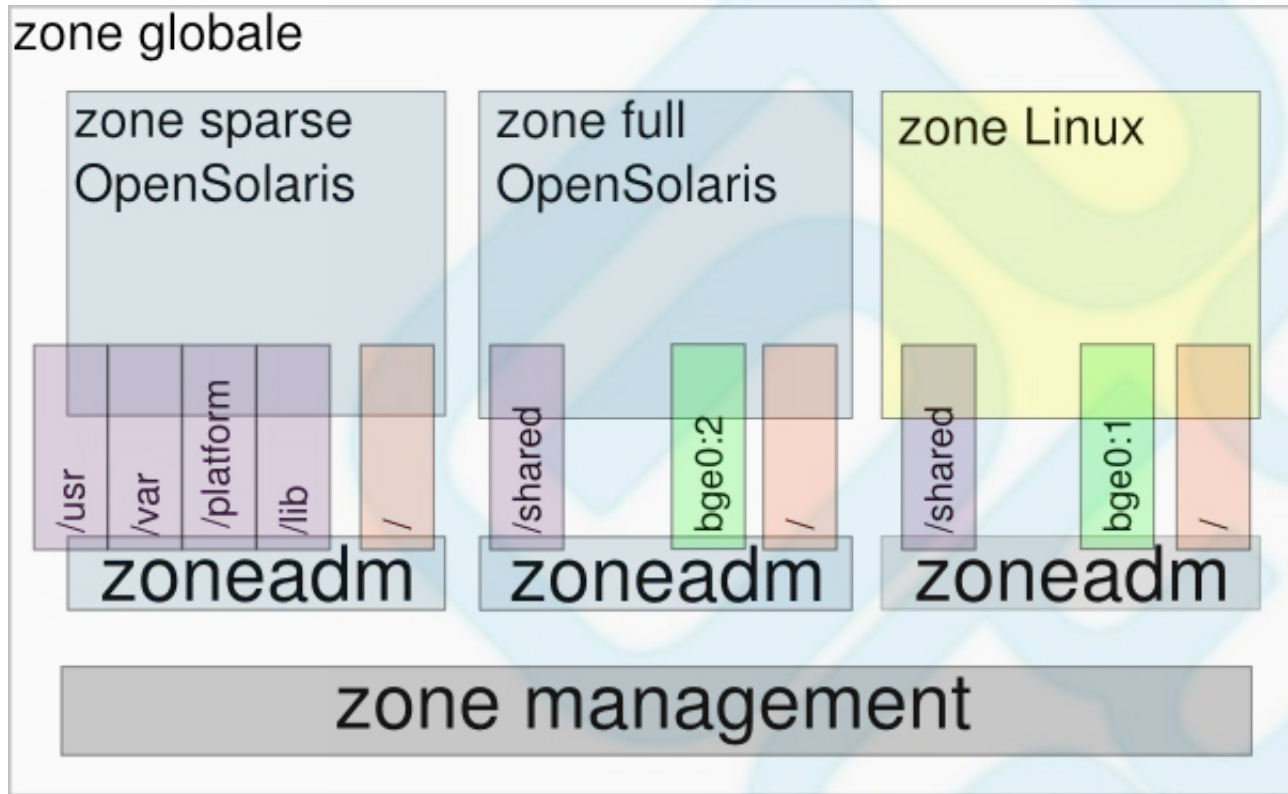 zone globale
zone sparse
OpenSolaris
zone full
OpenSolaris
zone Linux
/usr
/var
/platform
/lib
/
/shared
bge0:2
/
/shared
bge0:1
/
zoneadm
zoneadm
zoneadm
zone management